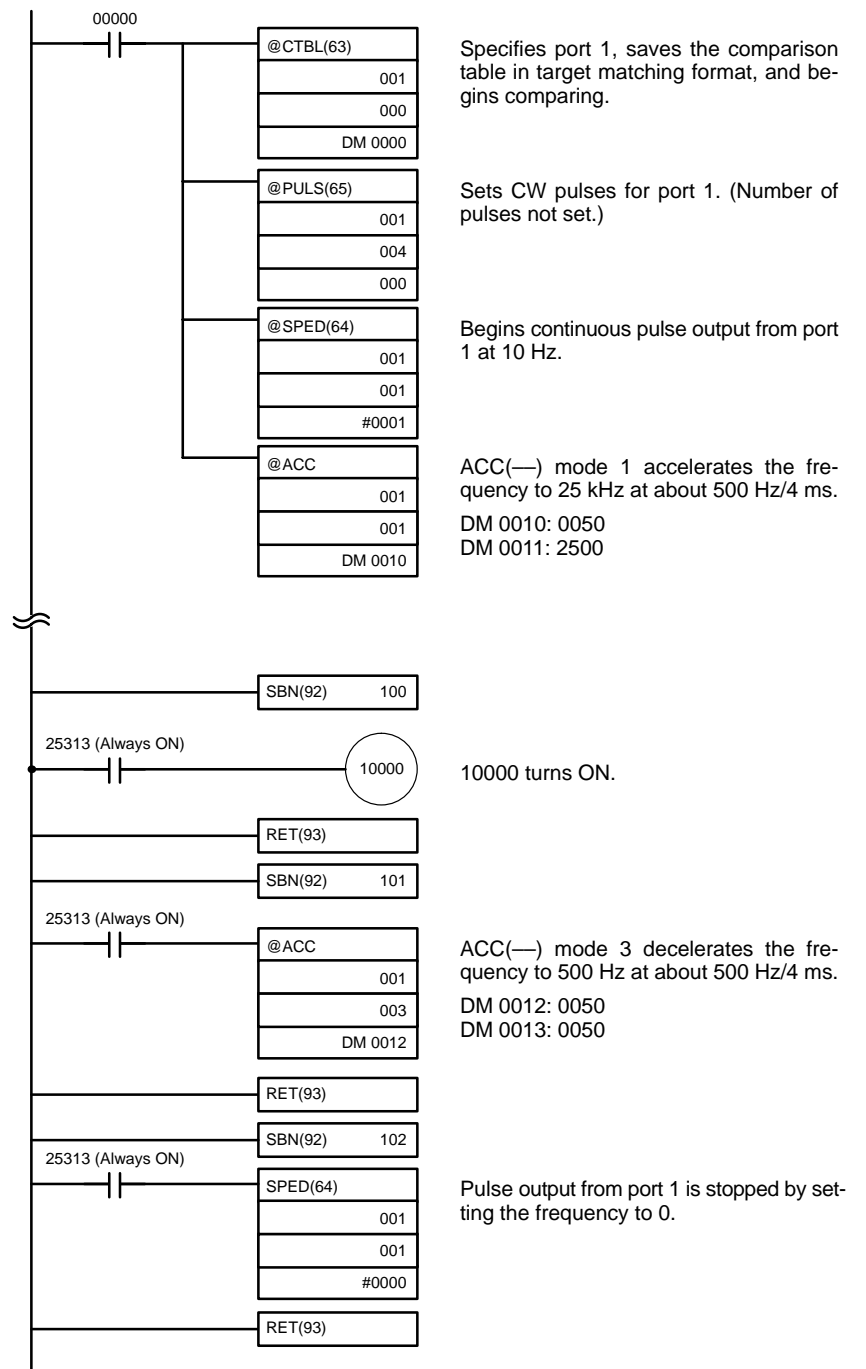 00000
@CTBL(63)
001
000
DM 0000
Specifies port 1, saves the comparison
table in target matching format, and be-
gins comparing.
@PULS(65)
001
004
000
Sets CW pulses for port 1. (Number of
pulses not set.)
@SPED(64)
001
001
#0001
Begins continuous pulse output from port
1 at 10 Hz.
@ACC
001
001
DM 0010
ACC(––) mode 1 accelerates the fre-
quency to 25 kHz at about 500 Hz/4 ms.
DM 0010: 0050
DM 0011: 2500
SBN(92) 100
25313 (Always ON)
10000
10000 turns ON.
RET(93)
SBN(92) 101
25313 (Always ON)
@ACC
001
003
DM 0012
ACC(––) mode 3 decelerates the fre-
quency to 500 Hz at about 500 Hz/4 ms.
DM 0012: 0050
DM 0013: 0050
RET(93)
SBN(92) 102
25313 (Always ON)
SPED(64)
001
001
#0000
Pulse output from port 1 is stopped by set-
ting the frequency to 0.
RET(93)